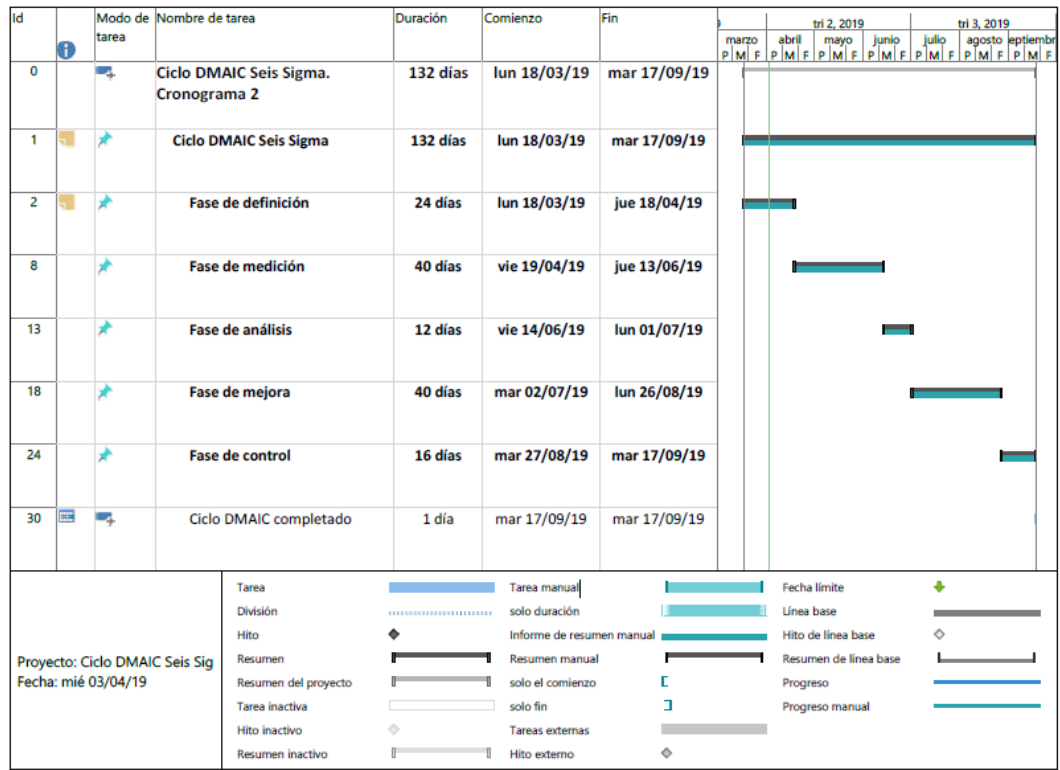 Id Modo de tarea Nombre de tarea Duración Comienzo Fin
tri 2, 2019 tri 3, 2019
marzo abril mayo junio julio agosto eptiembr
P M F P M F P M F P M F P M F P M F P M F
0 Ciclo DMAIC Seis Sigma. Cronograma 2 132 días lun 18/03/19 mar 17/09/19
1 Ciclo DMAIC Seis Sigma 132 días lun 18/03/19 mar 17/09/19
2 Fase de definición 24 días lun 18/03/19 jue 18/04/19
8 Fase de medición 40 días vie 19/04/19 jue 13/06/19
13 Fase de análisis 12 días vie 14/06/19 lun 01/07/19
18 Fase de mejora 40 días mar 02/07/19 lun 26/08/19
24 Fase de control 16 días mar 27/08/19 mar 17/09/19
30 Ciclo DMAIC completado 1 día mar 17/09/19 mar 17/09/19
Proyecto: Ciclo DMAIC Seis Sig
Fecha: mié 03/04/19
Tarea
División
Hito
Resumen
Resumen del proyecto
Tarea inactiva
Hito inactivo
Resumen inactivo
Tarea manual
solo duración
Informe de resumen manual
Resumen manual
solo el comienzo
solo fin
Tareas externas
Hito externo
Fecha límite
Línea base
Hito de línea base
Resumen de línea base
Progreso
Progreso manual